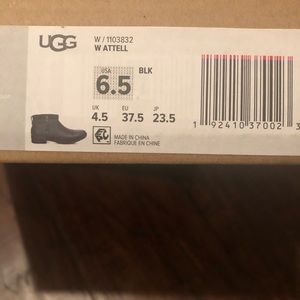 UGG
W / 1103832
W ATTELL
USA
BLK
6.5
UK EU JP
4.5 37.5 23.5
MADE IN CHINA
FABRIQUE EN CHINE
1 92410 37002 3